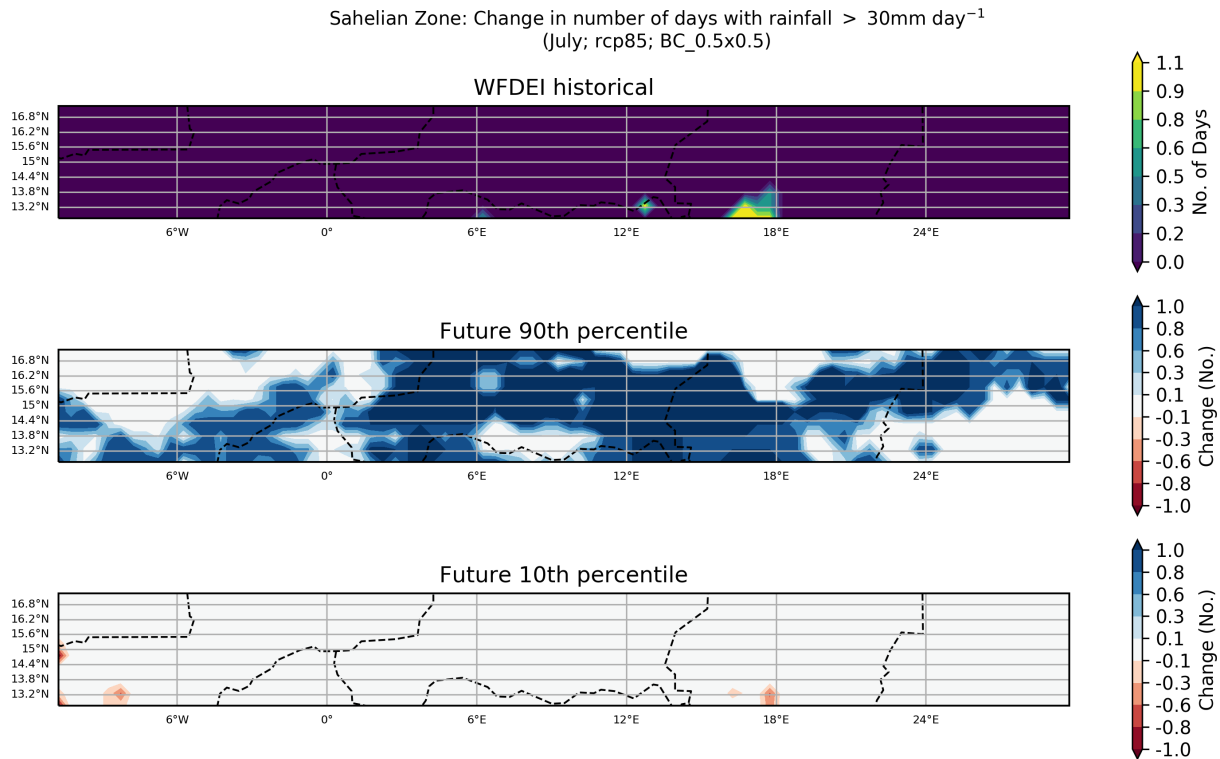 Sahelian Zone: Change in number of days with rainfall > 30mm day⁻¹
(July; rcp85; BC_0.5x0.5)
WFDEI historical
16.8°N
16.2°N
15.6°N
15°N
14.4°N
13.8°N
13.2°N
6°W 0° 6°E 12°E 18°E 24°E
1.1
0.9
0.8
0.6
0.5
0.3
0.2
0.0
No. of Days
Future 90th percentile
16.8°N
16.2°N
15.6°N
15°N
14.4°N
13.8°N
13.2°N
6°W 0° 6°E 12°E 18°E 24°E
1.0
0.8
0.6
0.3
0.1
-0.1
-0.3
-0.6
-0.8
-1.0
Change (No.)
Future 10th percentile
16.8°N
16.2°N
15.6°N
15°N
14.4°N
13.8°N
13.2°N
6°W 0° 6°E 12°E 18°E 24°E
1.0
0.8
0.6
0.3
0.1
-0.1
-0.3
-0.6
-0.8
-1.0
Change (No.)